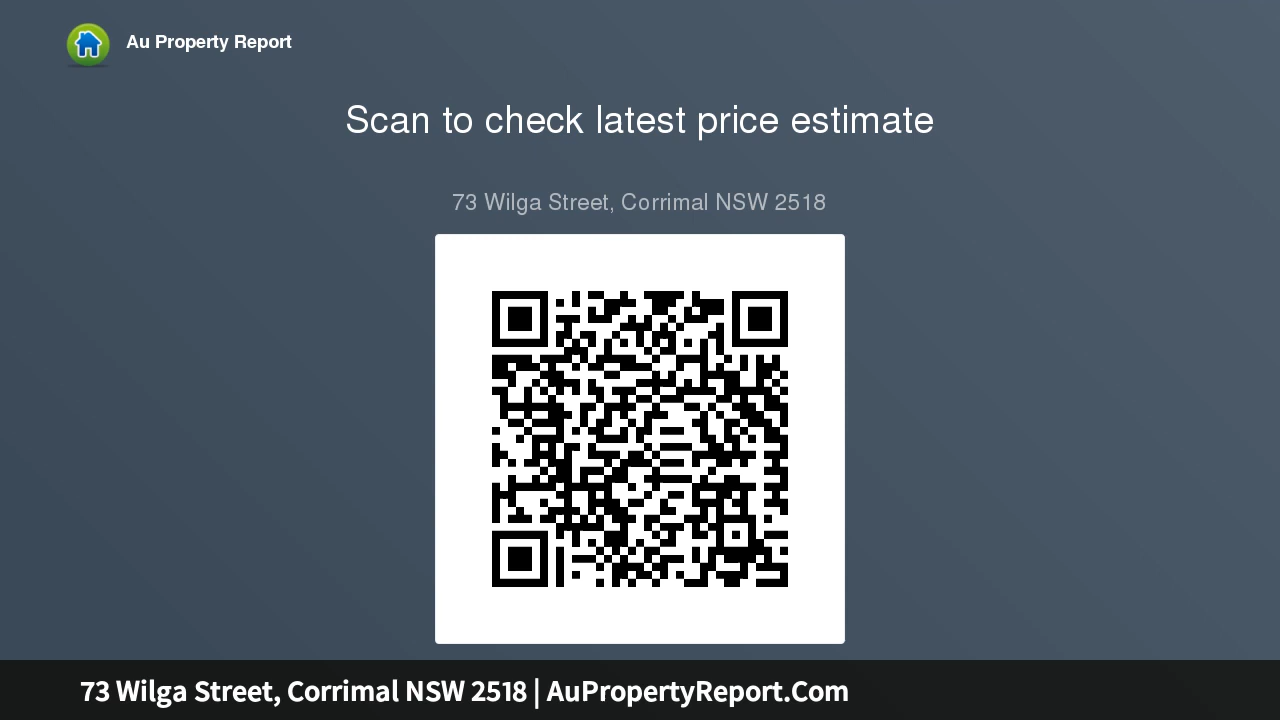 Au Property Report
Scan to check latest price estimate
73 Wilga Street, Corrimal NSW 2518
73 Wilga Street, Corrimal NSW 2518 | AuPropertyReport.Com